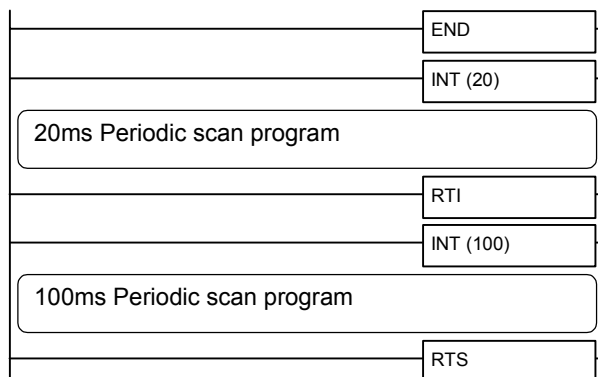 END
INT (20)
20ms Periodic scan program
RTI
INT (100)
100ms Periodic scan program
RTS